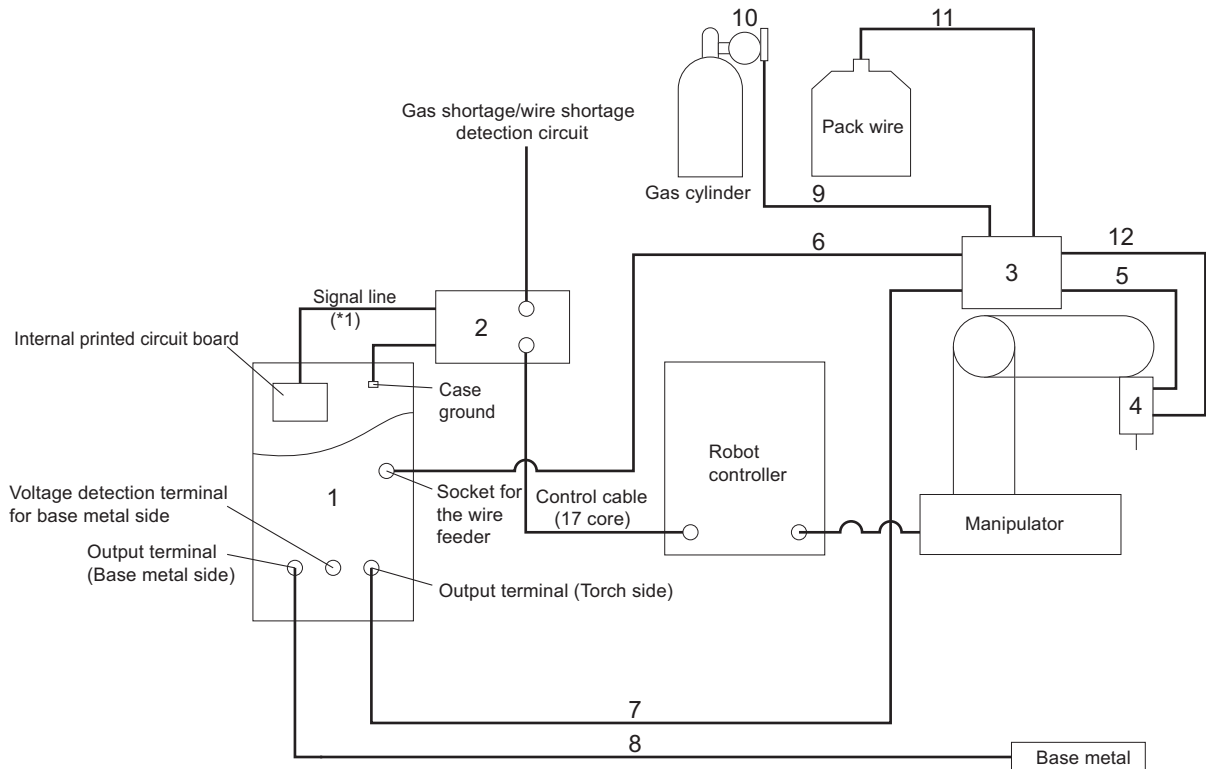 10
11
Gas shortage/wire shortage
detection circuit
Pack wire
Gas cylinder
9
6
12
3
5
Signal line
(*1)
2
Internal printed circuit board
Case
ground
4
Robot
controller
1
Voltage detection terminal
for base metal side
Socket for
the wire
feeder
Control cable
(17 core)
Manipulator
Output terminal
(Base metal side)
Output terminal (Torch side)
7
8
Base metal